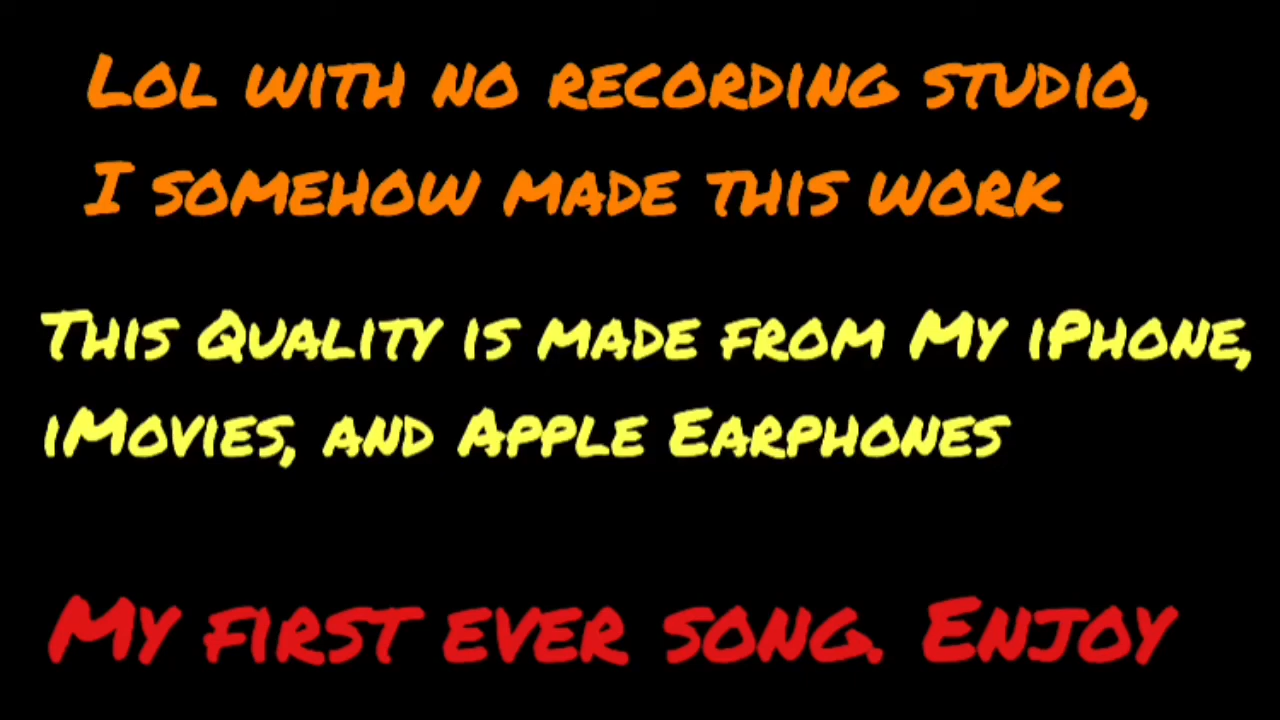 Lol with no recording studio,
I somehow made this work
This Quality is made from My iPhone,
iMovies, and Apple Earphones
My first ever song. Enjoy